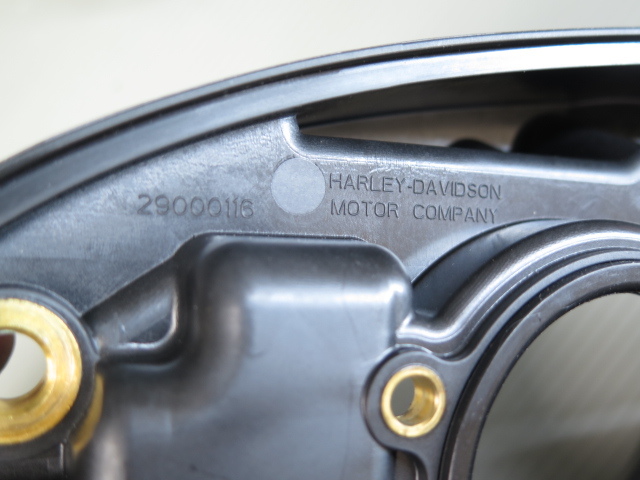 29000116
HARLEY-DAVIDSON
MOTOR COMPANY